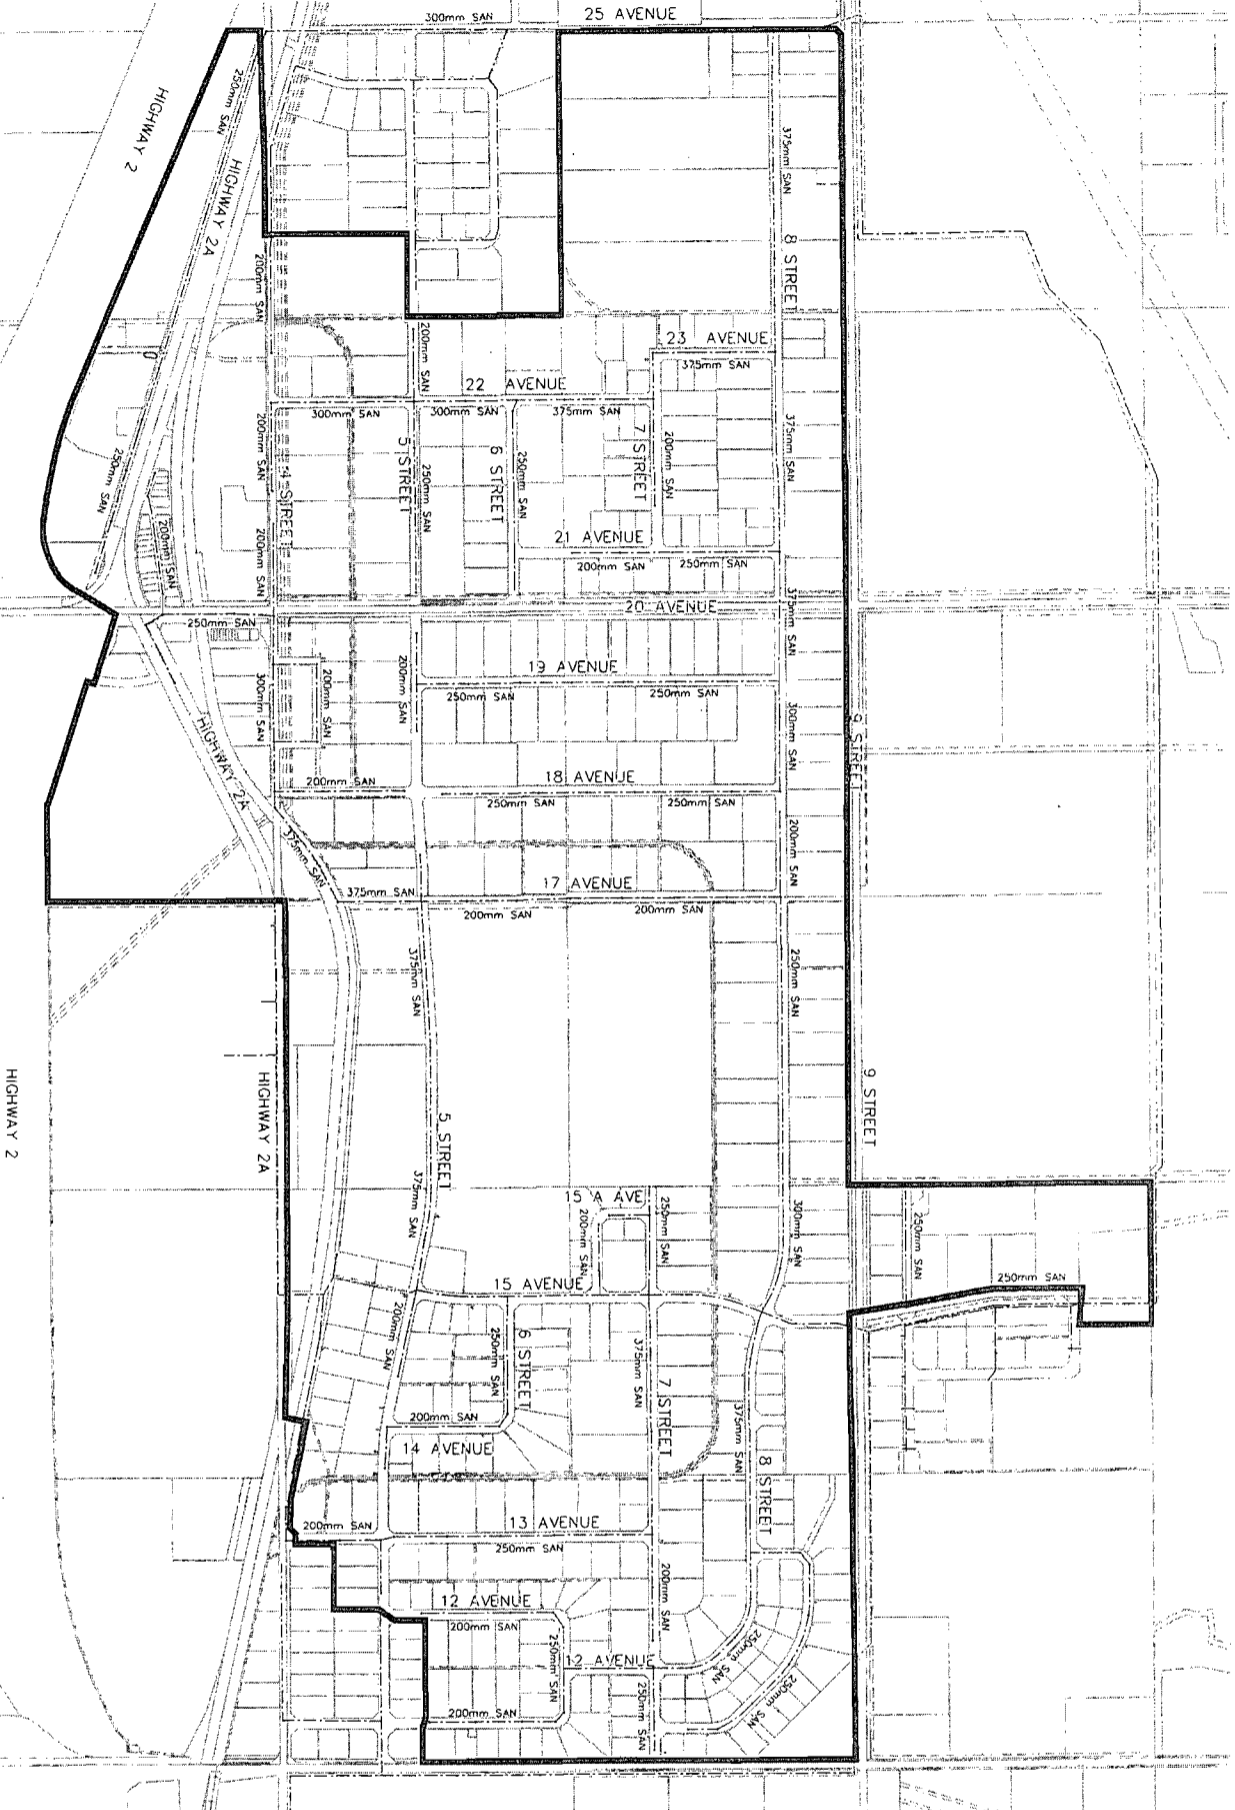 300mm SAN
25 AVENUE
HIGHWAY 2
250mm SAN
HIGHWAY 2A
375mm SAN
8 STREET
200mm SAN
200mm SAN
23 AVENUE
375mm SAN
22 AVENUE
300mm SAN
300mm SAN
375mm SAN
200mm SAN
5 STREET
6 STREET
7 STREET
200mm SAN
375mm SAN
250mm SAN
250mm SAN
250mm SAN
4 STREET
200mm SAN
200mm SAN
21 AVENUE
200mm SAN
250mm SAN
20 AVENUE
375mm SAN
250mm SAN
19 AVENUE
200mm SAN
200mm SAN
300mm SAN
250mm SAN
250mm SAN
300mm SAN
9 STREET
HIGHWAY 2A
18 AVENUE
200mm SAN
250mm SAN
250mm SAN
200mm SAN
375mm SAN
17 AVENUE
375mm SAN
200mm SAN
200mm SAN
375mm SAN
250mm SAN
HIGHWAY 2
HIGHWAY 2A
5 STREET
9 STREET
375mm SAN
15 A AVE
200mm SAN
250mm SAN
300mm SAN
250mm SAN
250mm SAN
15 AVENUE
200mm SAN
250mm SAN
6 STREET
375mm SAN
7 STREET
375mm SAN
8 STREET
200mm SAN
14 AVENUE
200mm SAN
13 AVENUE
250mm SAN
200mm SAN
12 AVENUE
200mm SAN
250mm SAN
12 AVENUE
250mm SAN
250mm SAN
250mm SAN
200mm SAN